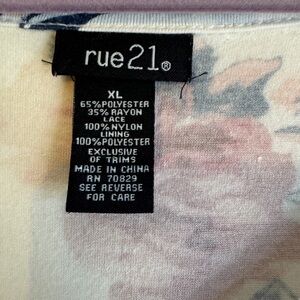 rue21®
XL
65%POLYESTER
35% RAYON
LACE
100%NYLON
LINING
100%POLYESTER
EXCLUSIVE
OF TRIMS
MADE IN CHINA
RN 70829
SEE REVERSE
FOR CARE